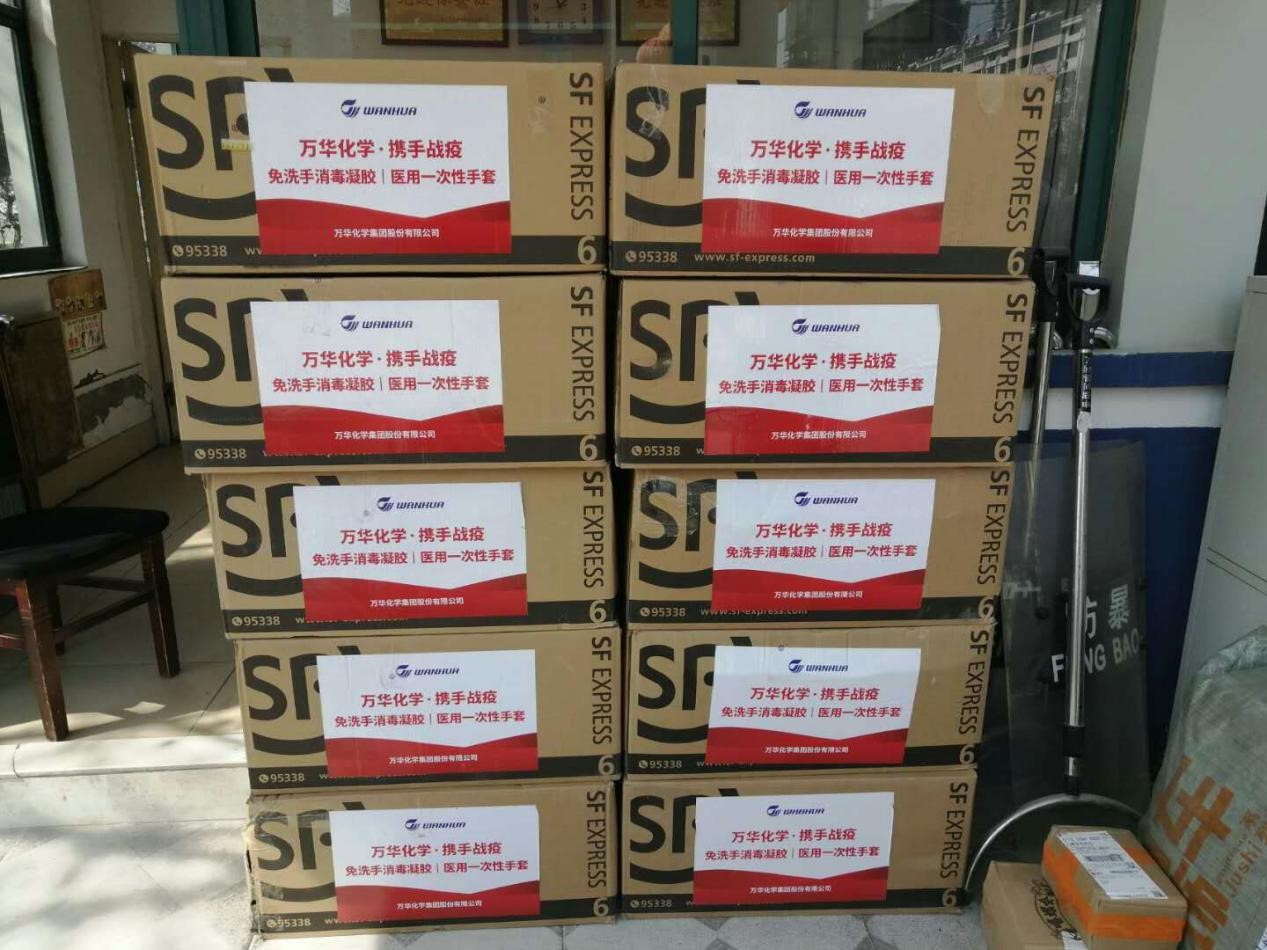 SF
SF EXPRESS
WANHUA
万华化学·携手战疫
免洗手消毒凝胶|医用一次性手套
万华化学集团股份有限公司
95338
6
SF
SF EXPRESS
WANHUA
万华化学·携手战疫
免洗手消毒凝胶|医用一次性手套
万华化学集团股份有限公司
95338 www.sf-express.com
6
SF
SF EXPRESS
WANHUA
万华化学·携手战疫
免洗手消毒凝胶|医用一次性手套
万华化学集团股份有限公司
95338
6
SF
SF EXPRESS
WANHUA
万华化学·携手战疫
免洗手消毒凝胶|医用一次性手套
万华化学集团股份有限公司
95338
6
SF
SF EXPRESS
WANHUA
万华化学·携手战疫
免洗手消毒凝胶|医用一次性手套
万华化学集团股份有限公司
95338
6
SF
SF EXPRESS
WANHUA
万华化学·携手战疫
免洗手消毒凝胶|医用一次性手套
万华化学集团股份有限公司
95338 www.sf-express.com
6
SF
SF EXPRESS
WANHUA
万华化学·携手战疫
免洗手消毒凝胶|医用一次性手套
万华化学集团股份有限公司
95338
6
SF
SF EXPRESS
WANHUA
万华化学·携手战疫
免洗手消毒凝胶|医用一次性手套
万华化学集团股份有限公司
95338
6
SF
SF EXPRESS
WANHUA
万华化学·携手战疫
免洗手消毒凝胶|医用一次性手套
万华化学集团股份有限公司
95338
6
SF
SF EXPRESS
WANHUA
万华化学·携手战疫
免洗手消毒凝胶|医用一次性手套
万华化学集团股份有限公司
95338
6
防暴
FANG BAO
jushi